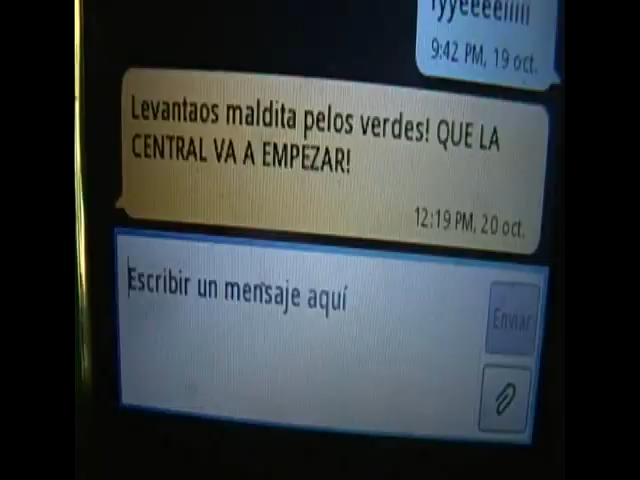 9:42 PM, 19 oct.
Levantaos maldita pelos verdes! QUE LA
CENTRAL VA A EMPEZAR!
12:19 PM, 20 oct.
Escribir un mensaje aquí
Enviar